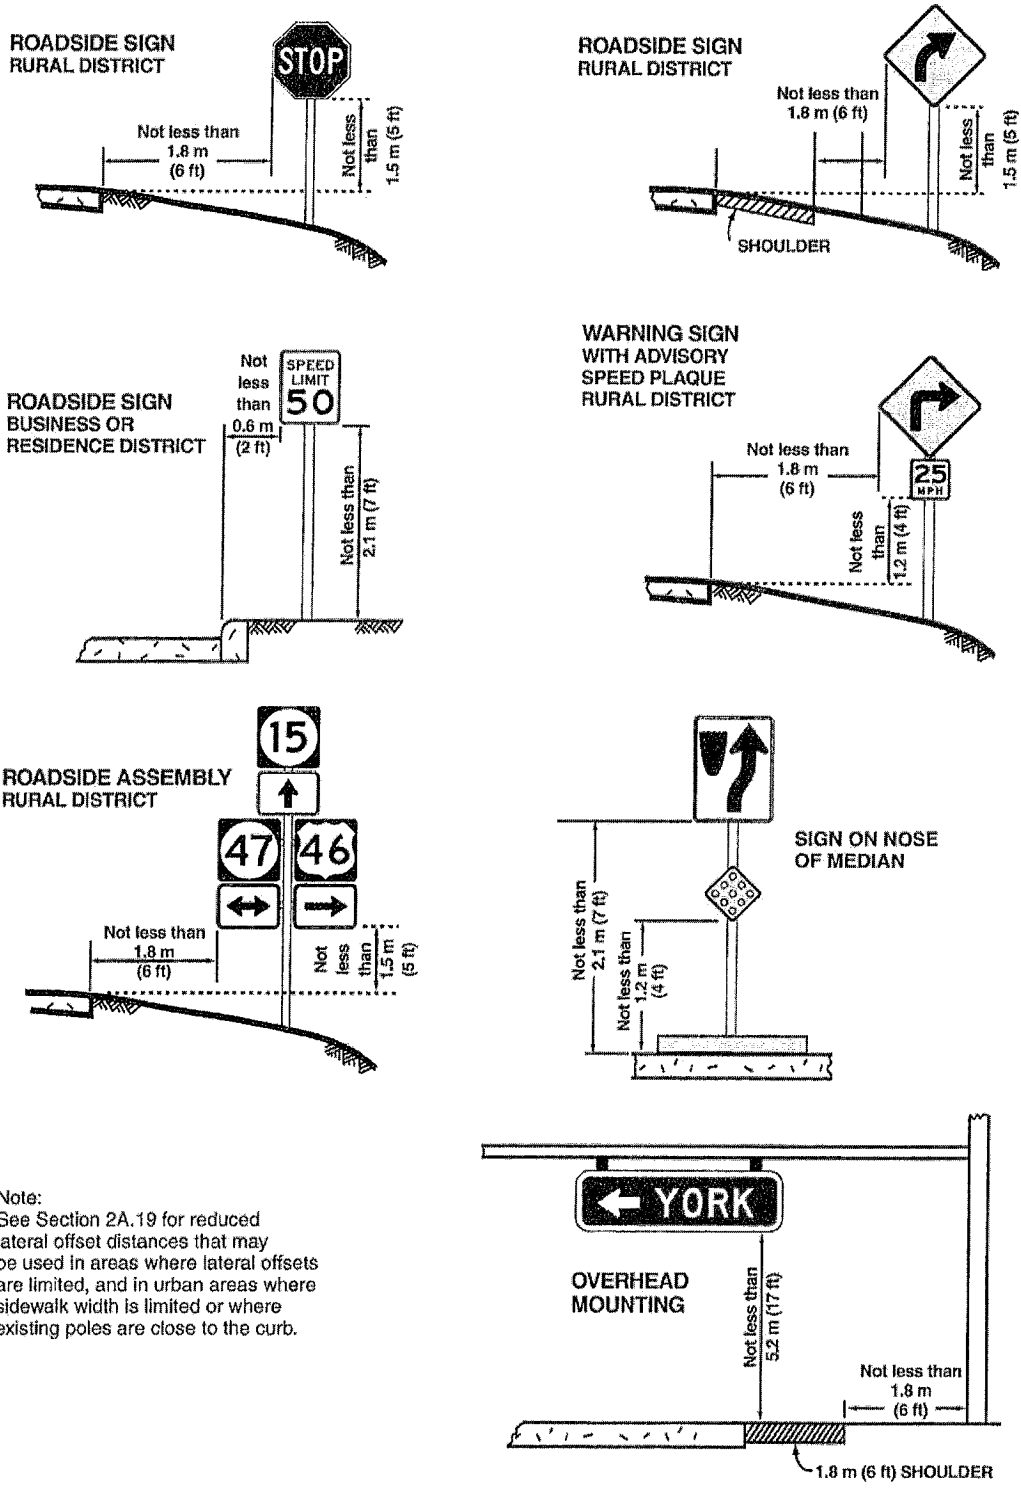 ROADSIDE SIGN
RURAL DISTRICT
STOP
Not less than
1.8 m
(6 ft)
Not less
than
1.5 m (5 ft)
ROADSIDE SIGN
RURAL DISTRICT
Not less than
1.8 m (6 ft)
Not less
than
1.5 m (5 ft)
SHOULDER
ROADSIDE SIGN
BUSINESS OR
RESIDENCE DISTRICT
Not
less
than
0.6 m
(2 ft)
SPEED
LIMIT
50
Not less than
2.1 m (7 ft)
WARNING SIGN
WITH ADVISORY
SPEED PLAQUE
RURAL DISTRICT
Not less than
1.8 m
(6 ft)
25
MPH
Not less
than
1.2 m (4 ft)
ROADSIDE ASSEMBLY
RURAL DISTRICT
15
47 46
Not less than
1.8 m
(6 ft)
Not
less
than
1.5 m
(5 ft)
SIGN ON NOSE
OF MEDIAN
Not less than
2.1 m (7 ft)
Not less than
1.2 m
(4 ft)
Note:
See Section 2A.19 for reduced
lateral offset distances that may
be used in areas where lateral offsets
are limited, and in urban areas where
sidewalk width is limited or where
existing poles are close to the curb.
YORK
OVERHEAD
MOUNTING
Not less than
5.2 m (17 ft)
Not less than
1.8 m
(6 ft)
1.8 m (6 ft) SHOULDER